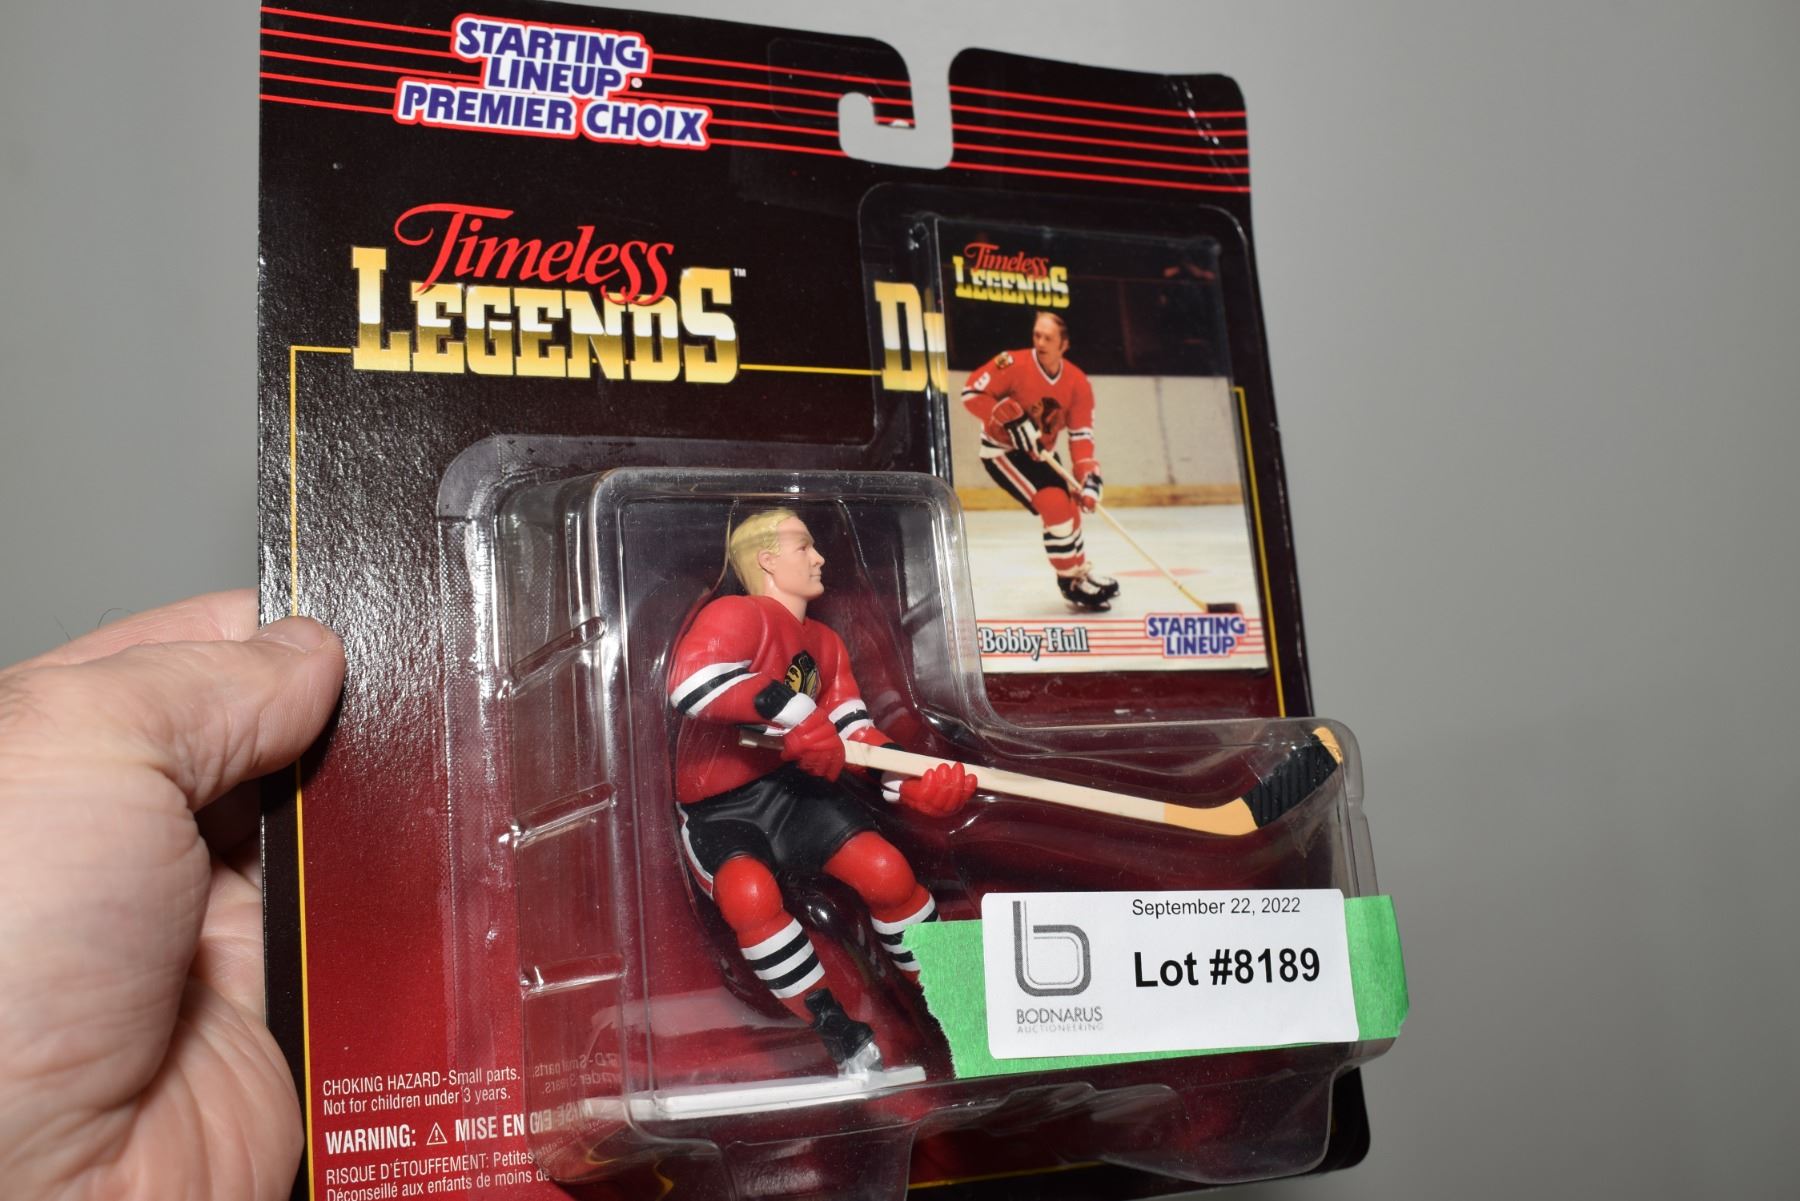 STARTING
LINEUP
PREMIER CHOIX
Timeless
LEGENDS™
Timeless
LEGENDS
Bobby Hull
STARTING
LINEUP
September 22, 2022
Lot #8189
BODNARUS
AUCTIONEERING
CHOKING HAZARD-Small parts.
Not for children under 3 years.
WARNING: ⚠ MISE EN
RISQUE D'ÉTOUFFEMENT: Petites
Déconseillé aux enfants de moins de